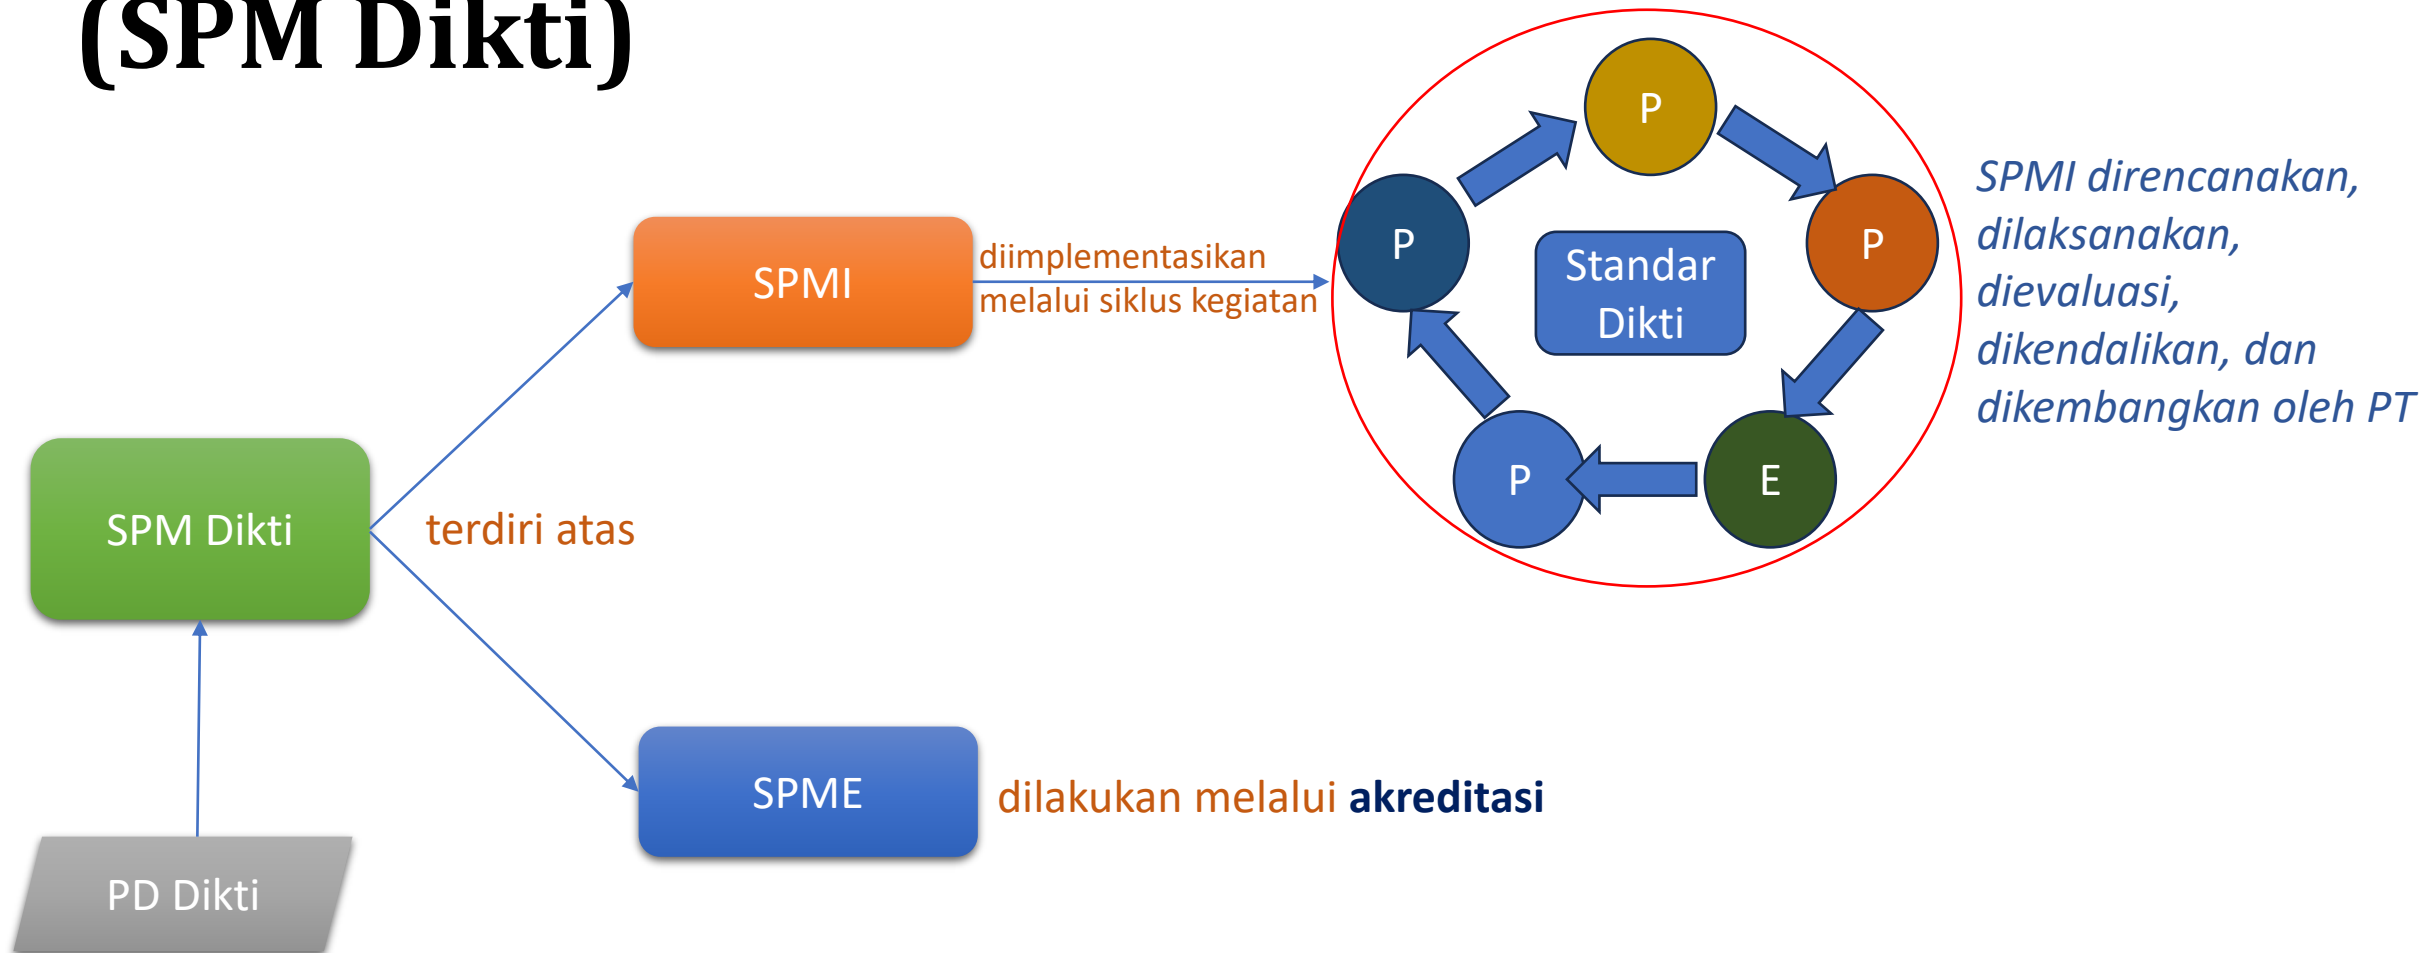 (SPM Dikti)
P
P
P
Standar
Dikti
P
E
SPMI direncanakan,
dilaksanakan,
dievaluasi,
dikendalikan, dan
dikembangkan oleh PT
SPMI
diimplementasikan
melalui siklus kegiatan
SPM Dikti
terdiri atas
SPME
dilakukan melalui akreditasi
PD Dikti